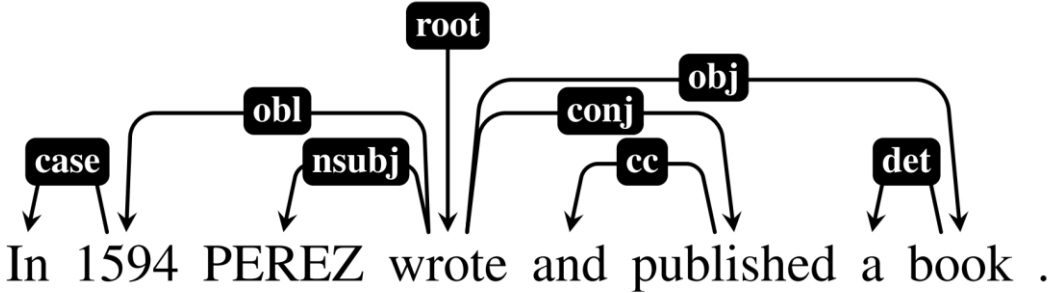 root
obj
obl conj
case nsubj cc det
In 1594 PEREZ wrote and published a book .